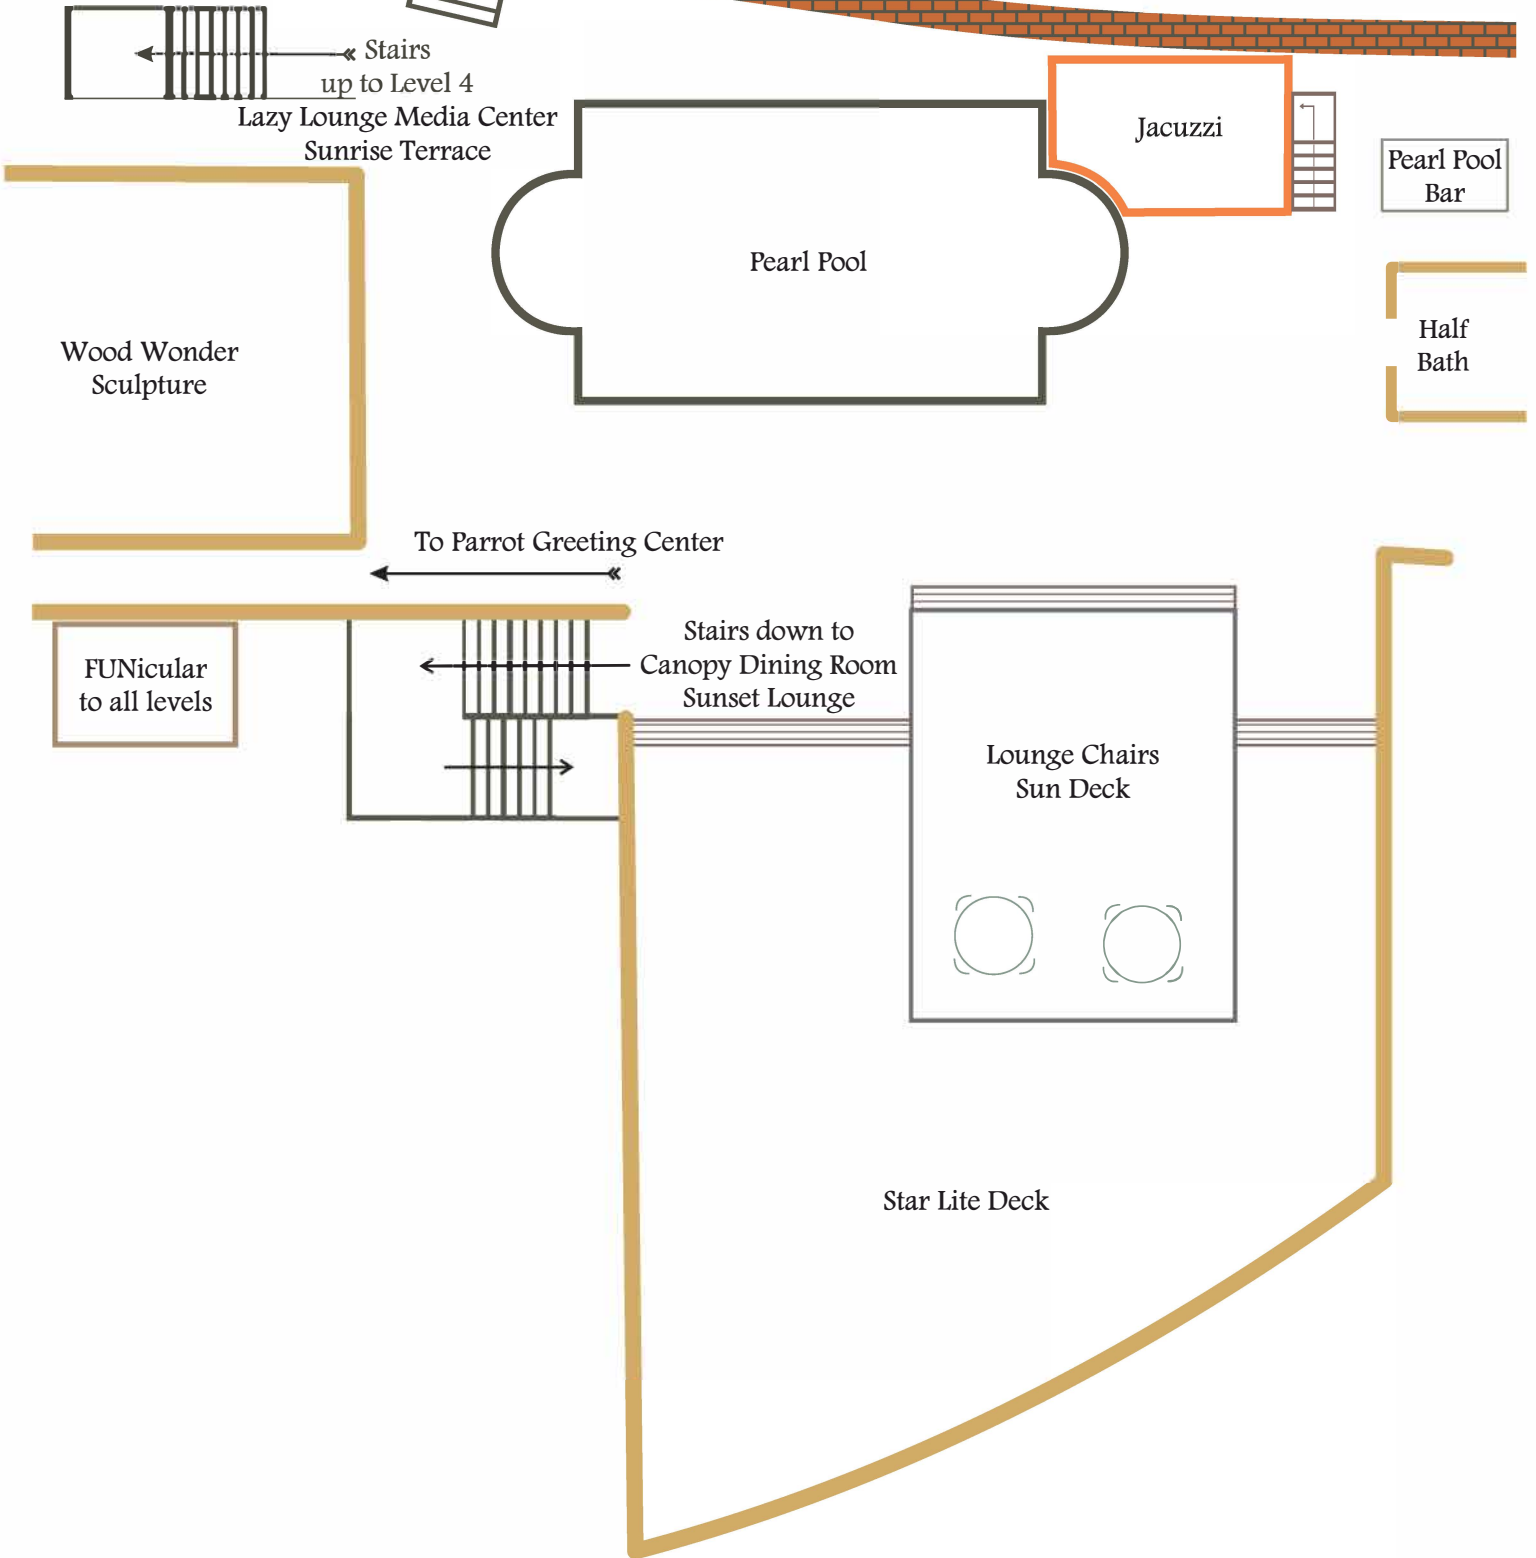 Stairs
up to Level 4
Lazy Lounge Media Center
Sunrise Terrace
Jacuzzi
Pearl Pool
Bar
Pearl Pool
Half
Bath
Wood Wonder
Sculpture
To Parrot Greeting Center
Stairs down to
Canopy Dining Room
Sunset Lounge
FUNicular
to all levels
Lounge Chairs
Sun Deck
Star Lite Deck